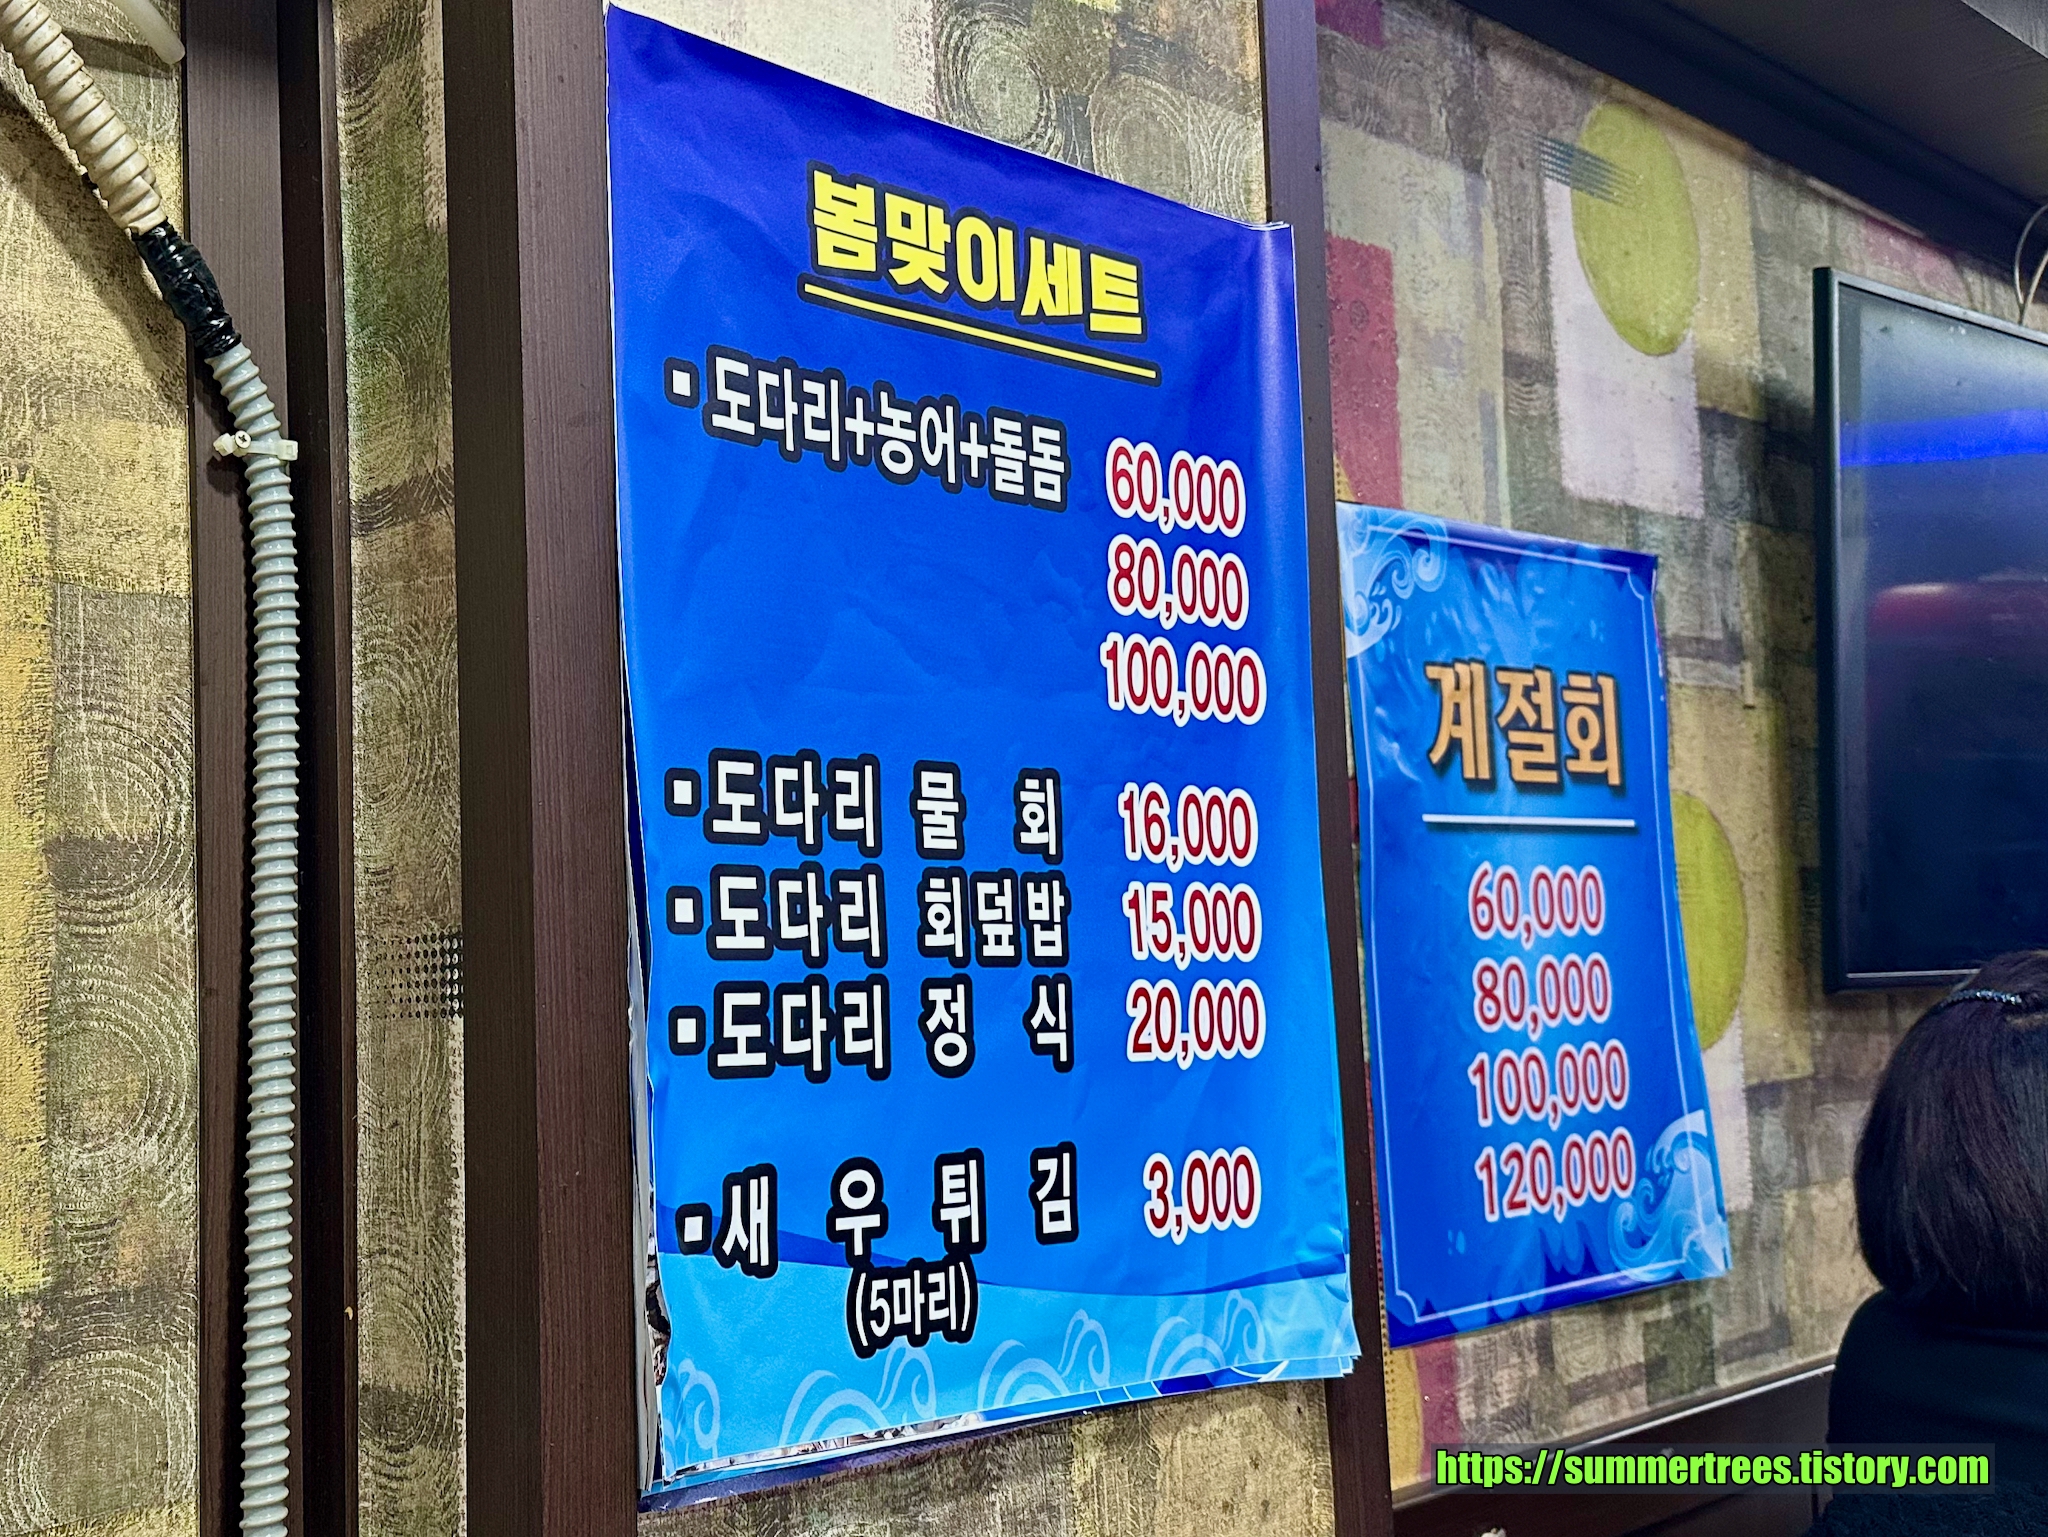 봄맞이세트
▪ 도다리+농어+돌돔 60,000
80,000
100,000
▪ 도다리 물 회 16,000
▪ 도다리 회덮밥 15,000
▪ 도다리 정 식 20,000
▪ 새 우 튀 김 3,000
(5마리)
계절회
60,000
80,000
100,000
120,000
https://summertrees.tistory.com